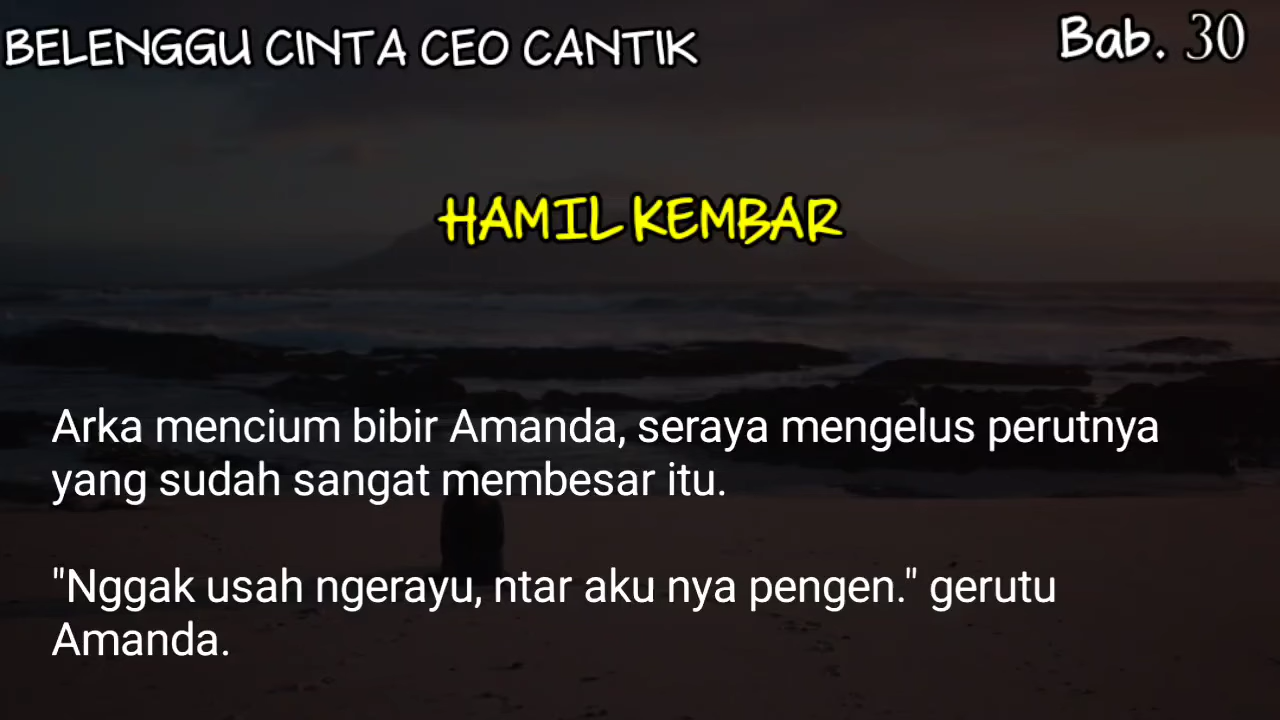 BELENGGU CINTA CEO CANTIK
Bab. 30
HAMIL KEMBAR
Arka mencium bibir Amanda, seraya mengelus perutnya
yang sudah sangat membesar itu.
"Nggak usah ngerayu, ntar aku nya pengen." gerutu
Amanda.